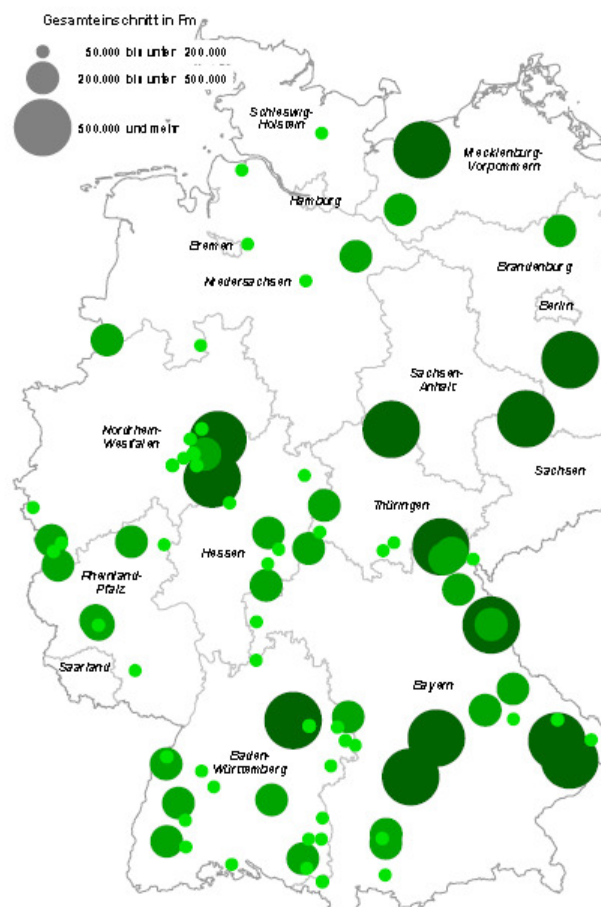 Gesamteinschnitt in Fm
50.000 bis unter 200.000
200.000 bis unter 500.000
500.000 und mehr
Schleswig-
Holstein
Mecklenburg-
Vorpommern
Hamburg
Bremen
Niedersachsen
Brandenburg
Berlin
Sachsen-
Anhalt
Nordrhein-
Westfalen
Sachsen
Thüringen
Hessen
Rheinland-
Pfalz
Saarland
Bayern
Baden-
Württemberg